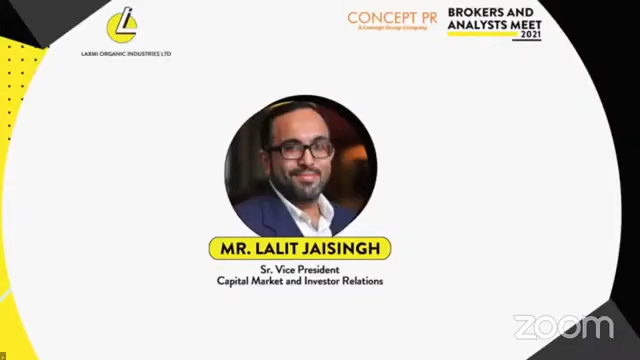 LAXMI ORGANIC INDUSTRIES LTD
CONCEPT PR
A Concept Group Company
BROKERS AND
ANALYSTS MEET
2021
MR. LALIT JAISINGH
Sr. Vice President
Capital Market and Investor Relations
zoom